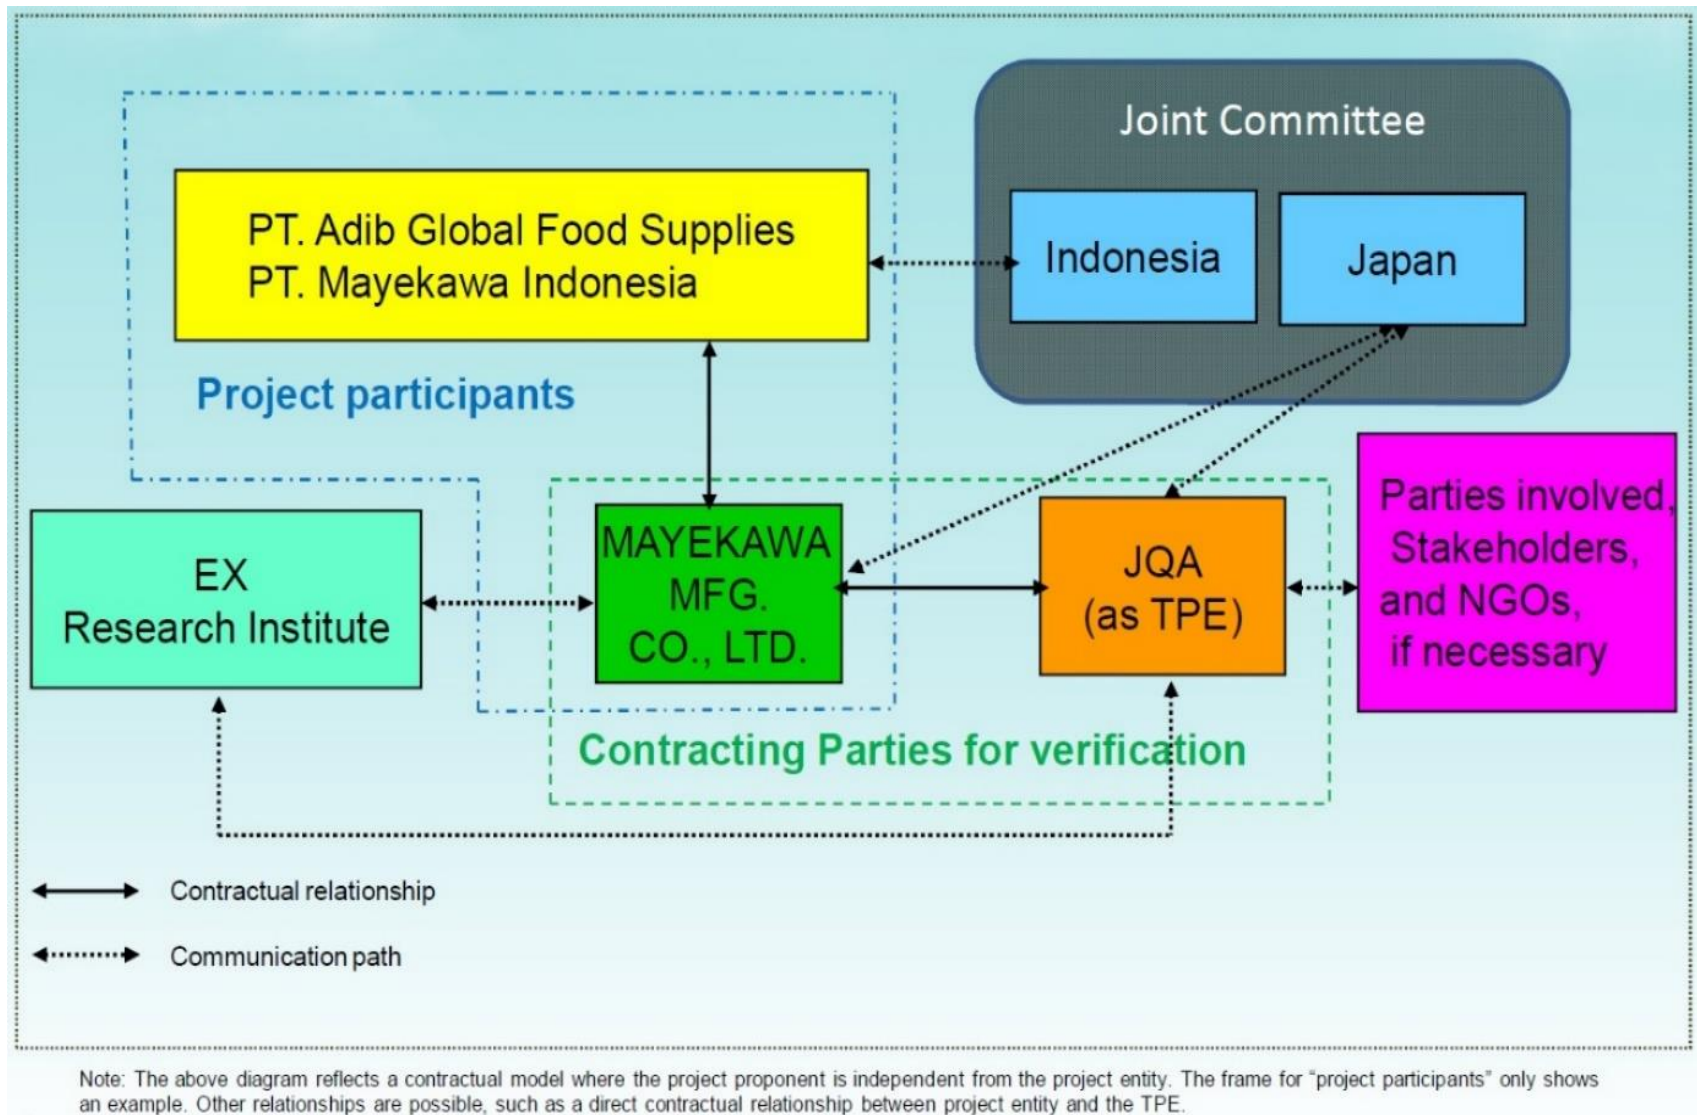 Joint Committee
PT. Adib Global Food Supplies
PT. Mayekawa Indonesia
Indonesia
Japan
Project participants
EX
Research Institute
MAYEKAWA
MFG.
CO., LTD.
JQA
(as TPE)
Parties involved,
Stakeholders,
and NGOs,
if necessary
Contracting Parties for verification
Contractual relationship
Communication path
Note: The above diagram reflects a contractual model where the project proponent is independent from the project entity. The frame for “project participants” only shows
an example. Other relationships are possible, such as a direct contractual relationship between project entity and the TPE.